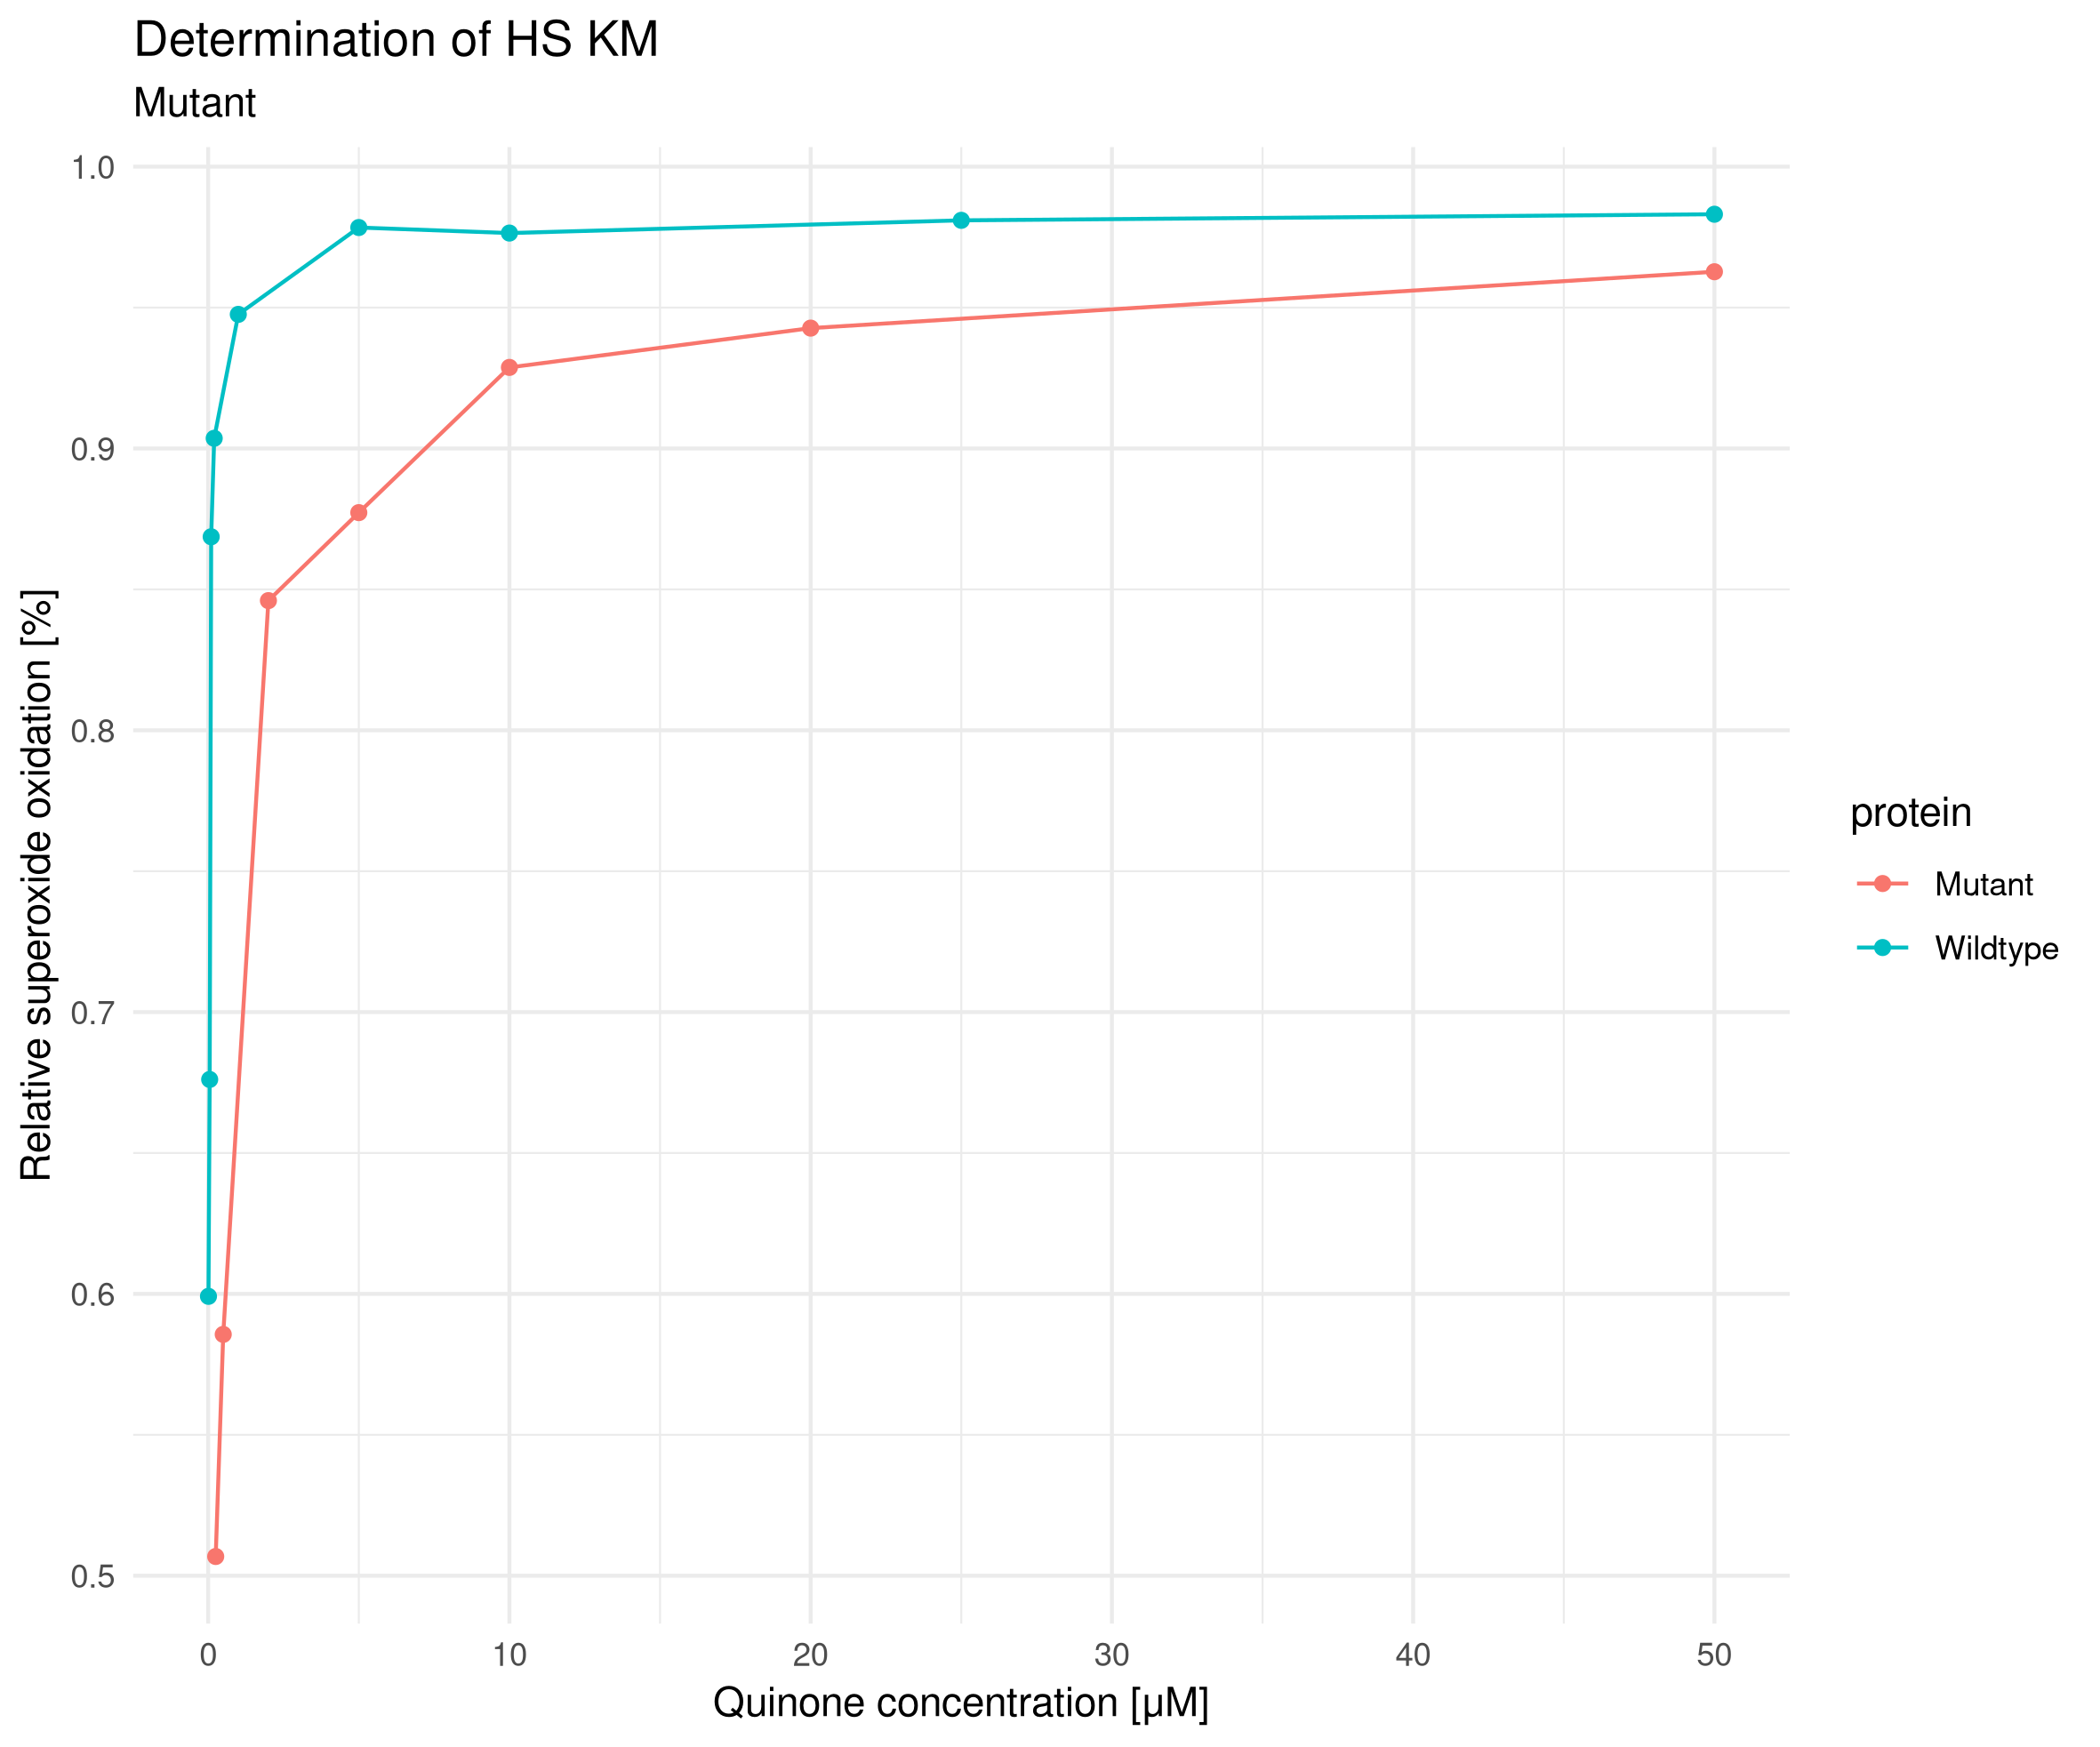 Determination of HS KM
Mutant
1.0
0.9
0.8
0.7
0.6
0.5
Relative superoxide oxidation [%]
0 10 20 30 40 50
Quinone concentration [µM]
protein
Mutant
Wildtype